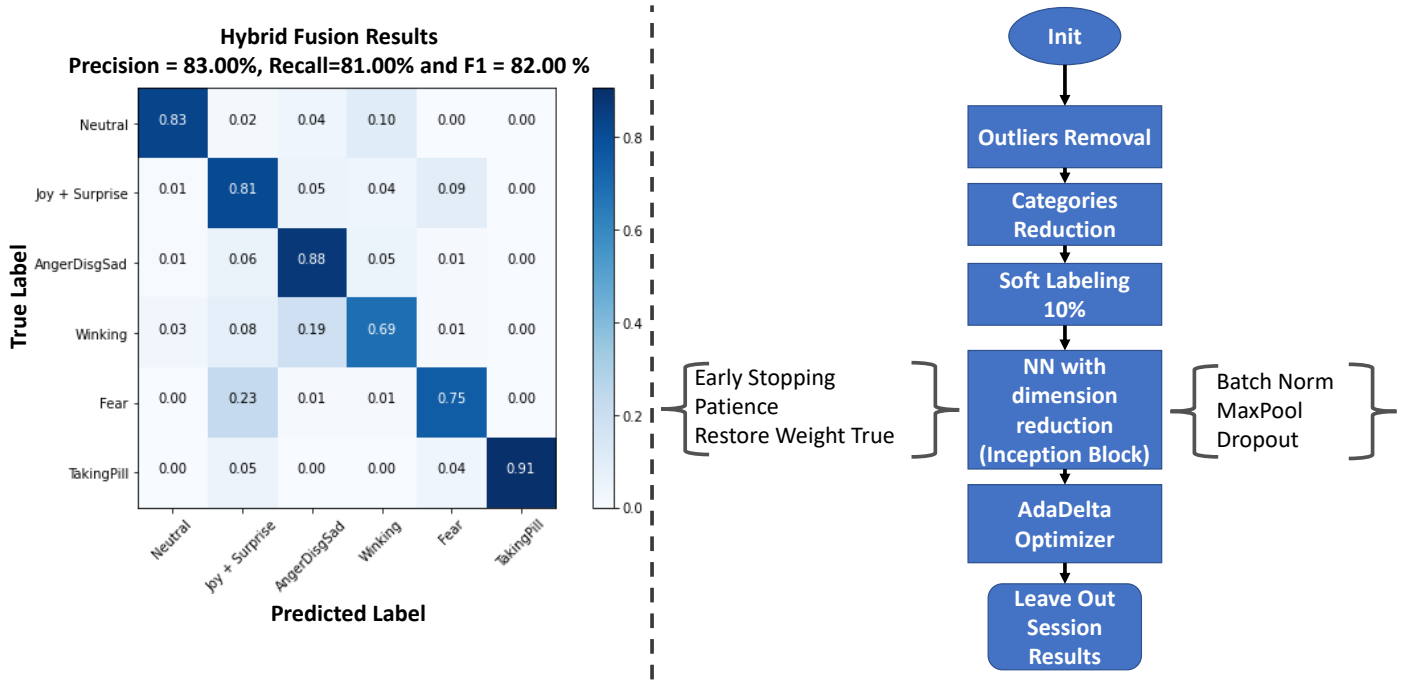 Hybrid Fusion Results
Precision = 83.00%, Recall=81.00% and F1 = 82.00 %
True Label
Neutral 0.83 0.02 0.04 0.10 0.00 0.00
Joy + Surprise 0.01 0.81 0.05 0.04 0.09 0.00
AngerDisgSad 0.01 0.06 0.88 0.05 0.01 0.00
Winking 0.03 0.08 0.19 0.69 0.01 0.00
Fear 0.00 0.23 0.01 0.01 0.75 0.00
TakingPill 0.00 0.05 0.00 0.00 0.04 0.91
Neutral Joy + Surprise AngerDisgSad Winking Fear TakingPill
Predicted Label
0.8
0.6
0.4
0.2
0.0
Init
Outliers Removal
Categories
Reduction
Soft Labeling
10%
Early Stopping
Patience
Restore Weight True
NN with
dimension
reduction
(Inception Block)
Batch Norm
MaxPool
Dropout
AdaDelta
Optimizer
Leave Out
Session
Results